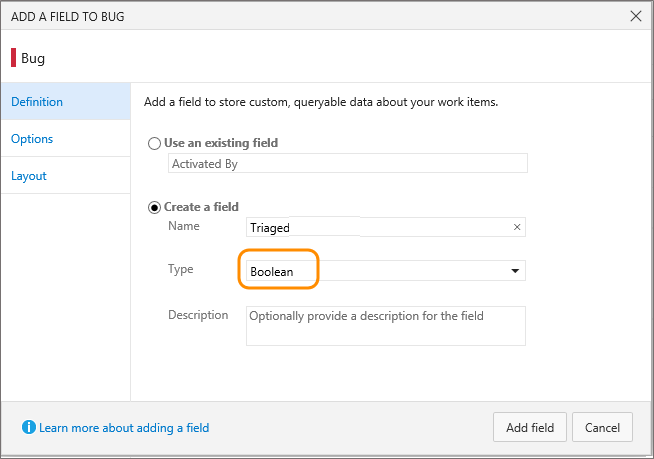 ADD A FIELD TO BUG
Bug
Definition
Options
Layout
Add a field to store custom, queryable data about your work items.
Use an existing field
Activated By
Create a field
Name Triaged
Type Boolean
Description Optionally provide a description for the field
Learn more about adding a field
Add field Cancel